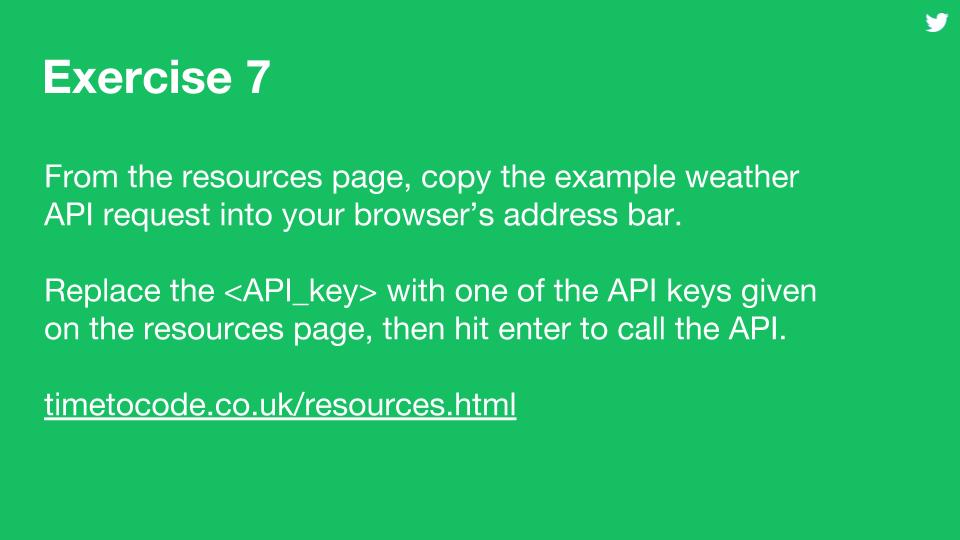 Exercise 7
From the resources page, copy the example weather
API request into your browser’s address bar.
Replace the <API_key> with one of the API keys given
on the resources page, then hit enter to call the API.
timetocode.co.uk/resources.html